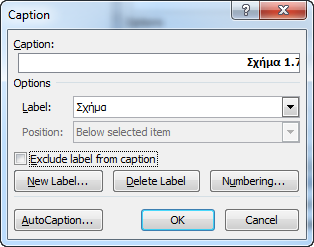 Caption
Caption:
Σχήμα 1.7
Options
Label: Σχήμα
Position: Below selected item
Exclude label from caption
New Label... Delete Label Numbering...
AutoCaption... OK Cancel